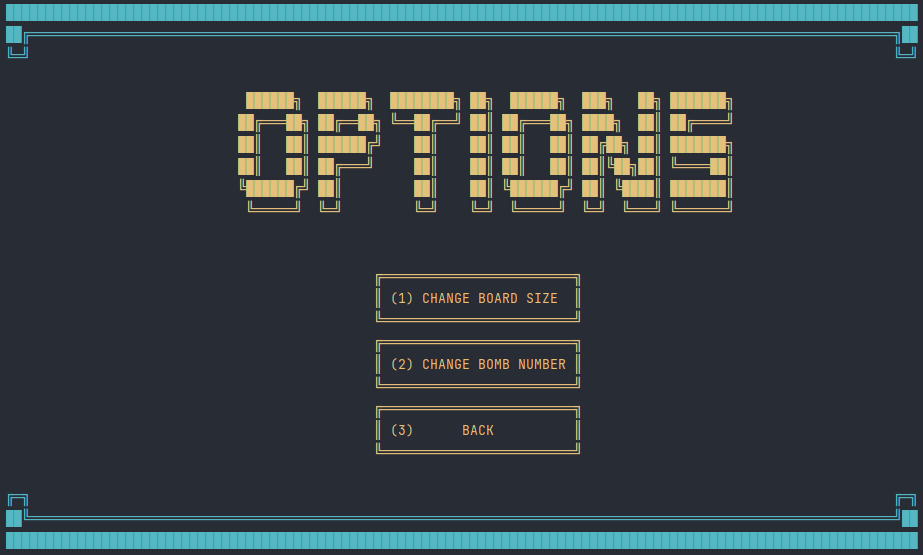 OPTIONS
(1) CHANGE BOARD SIZE
(2) CHANGE BOMB NUMBER
(3) BACK